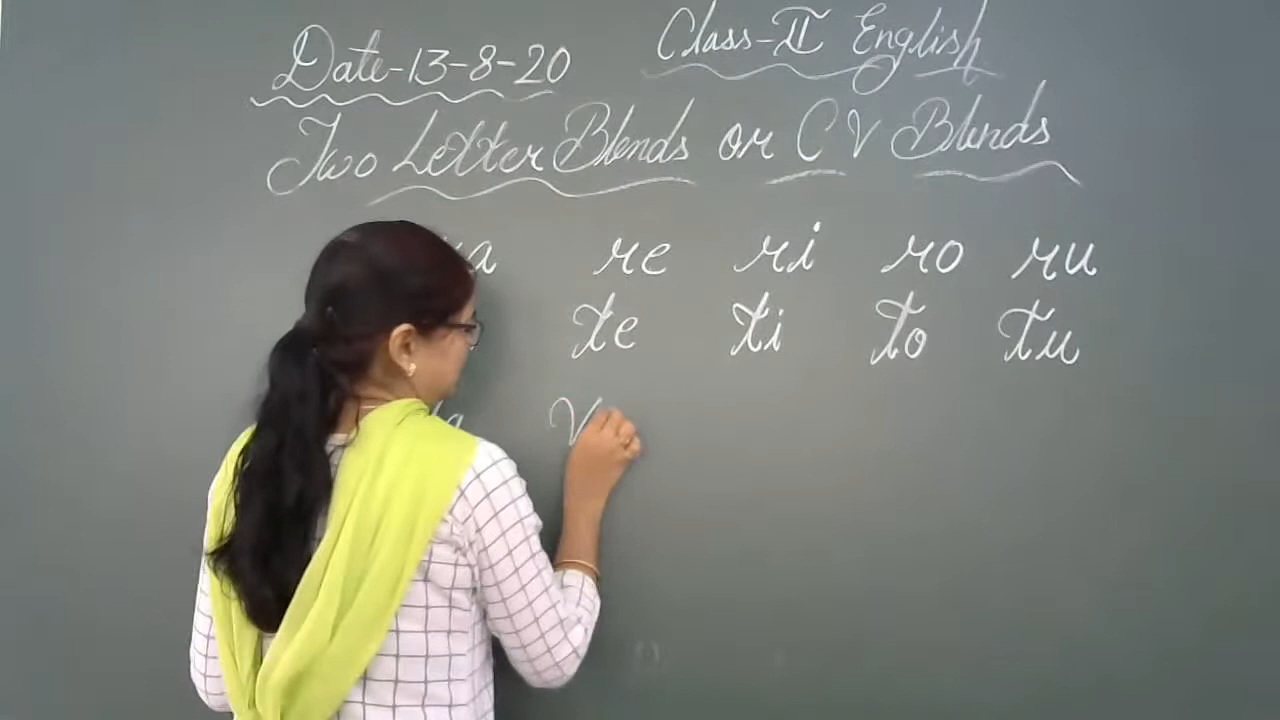 Date-13-8-20 Class-II English
Two Letter Blends or CV Blends
re ri ro ru
te ti to tu